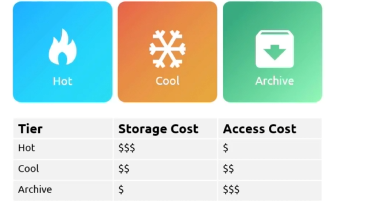 Hot Cool Archive
Tier Storage Cost Access Cost
Hot $$$ $
Cool $$ $$
Archive $ $$$